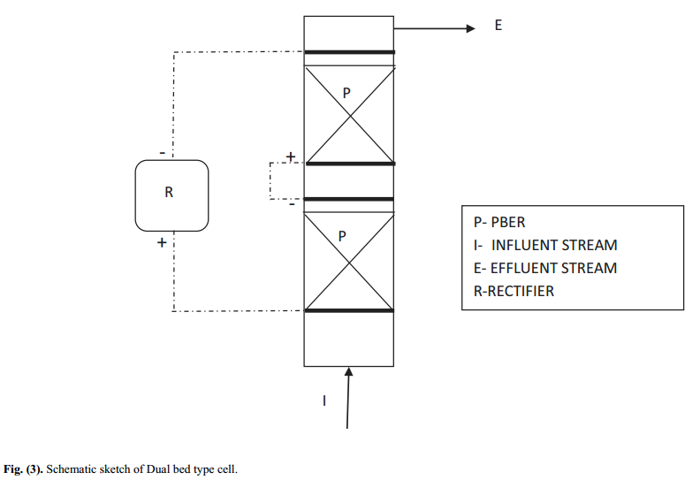 E
P
-
+
R
-
P
+
P- PBER
I- INFLUENT STREAM
E- EFFLUENT STREAM
R-RECTIFIER
I
Fig. (3). Schematic sketch of Dual bed type cell.